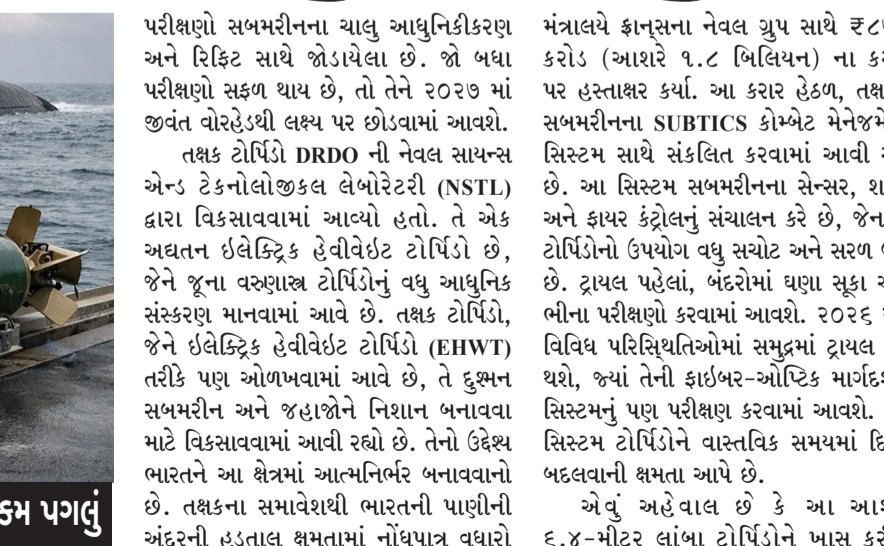 પરીક્ષણો સબમરીનના ચાલુ આધુનિકીકરણ
અને રિફિટ સાથે જોડાયેલા છે. જો બધા
પરીક્ષણો સફળ થાય છે, તો તેને ૨૦૨૭ માં
જીવંત વોરહેડથી લક્ષ્ય પર છોડવામાં આવશે.
તક્ષક ટોર્પિડો DRDO ની નેવલ સાયન્સ
એન્ડ ટેકનોલોજીકલ લેબોરેટરી (NSTL)
દ્વારા વિકસાવવામાં આવ્યો હતો. તે એક
અદ્યતન ઇલેક્ટ્રિક હેવીવેઇટ ટોર્પિડો છે,
જેને જૂના વરુણાસ્ત્ર ટોર્પિડોનું વધુ આધુનિક
સંસ્કરણ માનવામાં આવે છે. તક્ષક ટોર્પિડો,
જેને ઇલેક્ટ્રિક હેવીવેઇટ ટોર્પિડો (EHWT)
તરીકે પણ ઓળખવામાં આવે છે, તે દુશ્મન
સબમરીન અને જહાજોને નિશાન બનાવવા
માટે વિકસાવવામાં આવી રહ્યો છે. તેનો ઉદ્દેશ્ય
ભારતને આ ક્ષેત્રમાં આત્મનિર્ભર બનાવવાનો
છે. તક્ષકના સમાવેશથી ભારતની પાણીની
અંદરની હડતાલ ક્ષમતામાં નોંધપાત્ર વધારો
મંત્રાલયે ફ્રાન્સના નેવલ ગ્રુપ સાથે
કરોડ (આશરે ૧.૮ બિલિયન) ના
પર હસ્તાક્ષર કર્યા. આ કરાર હેઠળ,
સબમરીનના SUBTICS કોમ્બેટ
સિસ્ટમ સાથે સંકલિત કરવામાં આવી
છે. આ સિસ્ટમ સબમરીનના સેન્સર,
અને ફાયર કંટ્રોલનું સંચાલન કરે છે,
ટોર્પિડોનો ઉપયોગ વધુ સચોટ અને સરળ
છે. ટ્રાયલ પહેલાં, બંદરોમાં ઘણા સૂકા
ભીના પરીક્ષણો કરવામાં આવશે. ૨૦૨૬
વિવિધ પરિસ્થિતિઓમાં સમુદ્રમાં ટ્રાયલ
થશે, જ્યાં તેની ફાઇબર-ઓપ્ટિક
સિસ્ટમનું પણ પરીક્ષણ કરવામાં આવશે.
સિસ્ટમ ટોર્પિડોને વાસ્તવિક સમયમાં
બદલવાની ક્ષમતા આપે છે.
એવું અહેવાલ છે કે આ
૬.૪-મીટર લાંબા ટોર્પિડોને ખાસ
પગલું